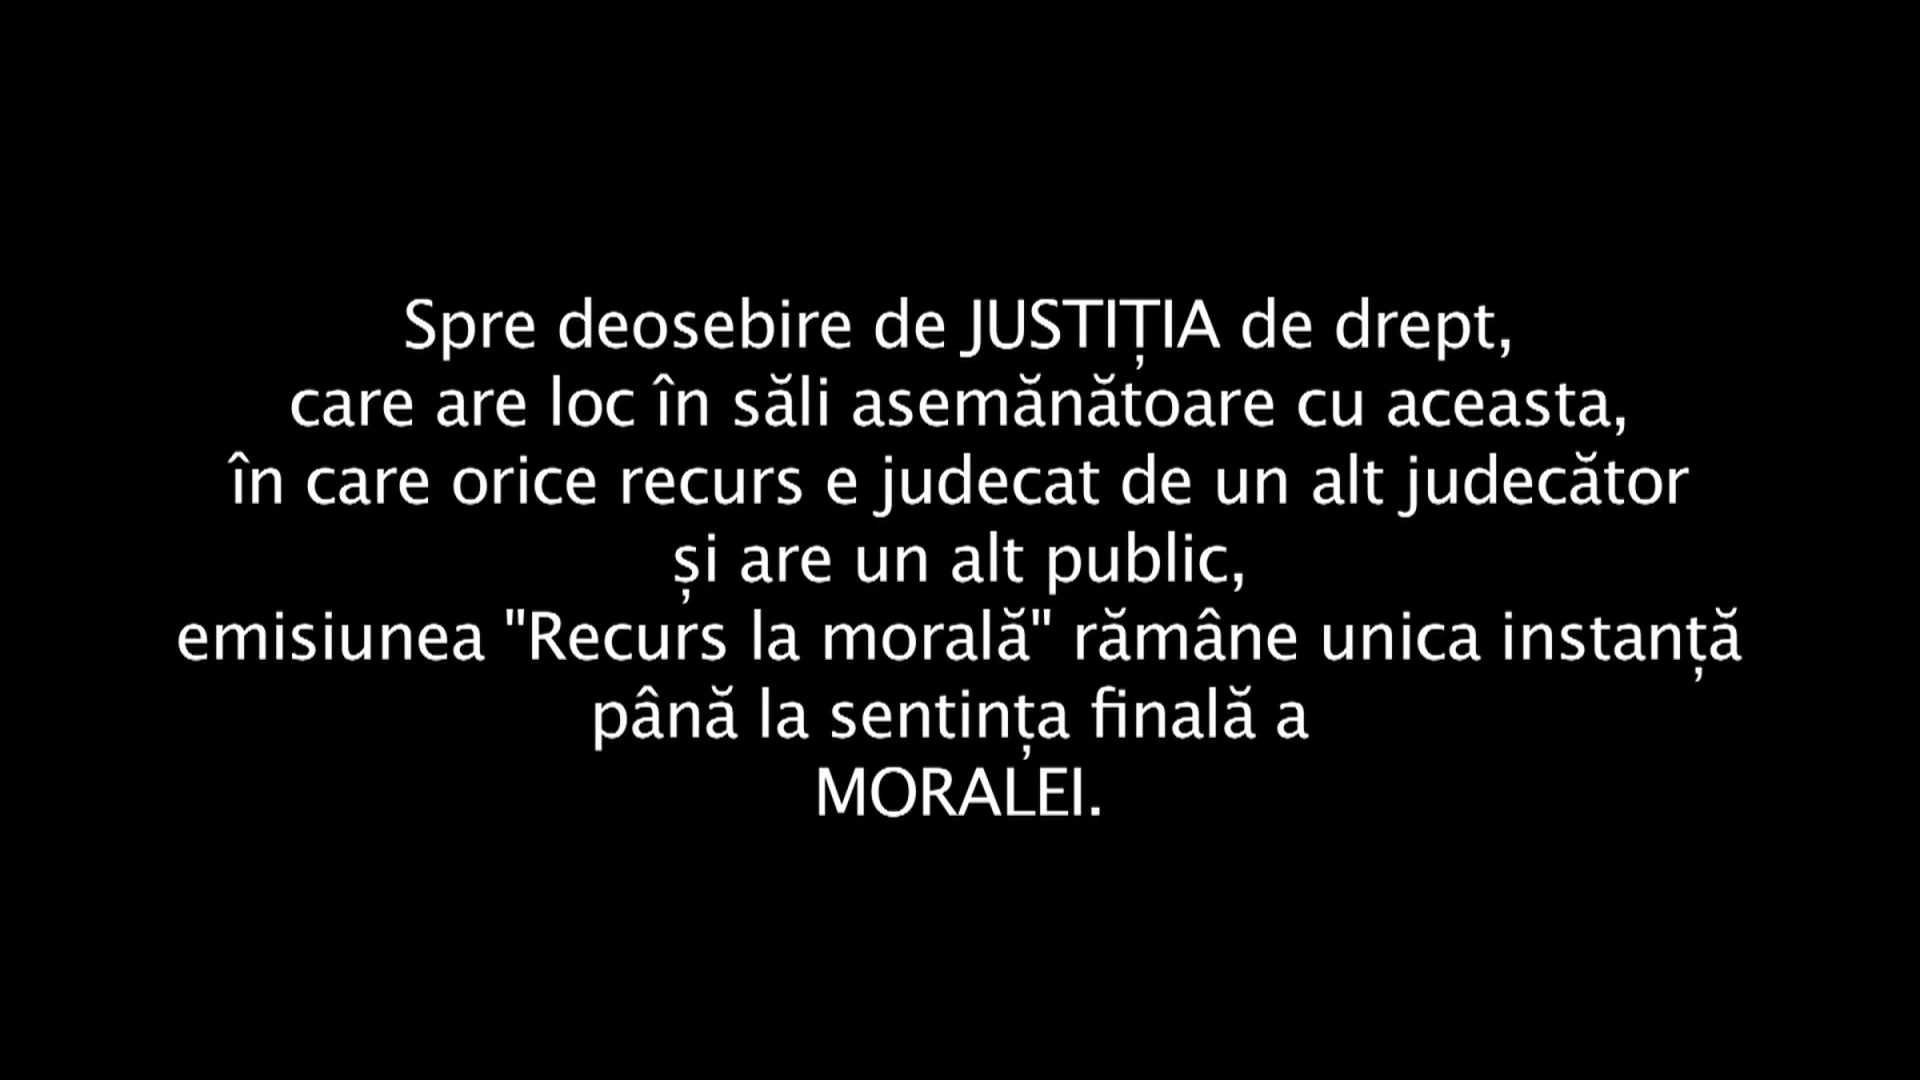 Spre deosebire de JUSTIȚIA de drept,
care are loc în săli asemănătoare cu aceasta,
în care orice recurs e judecat de un alt judecător
și are un alt public,
emisiunea "Recurs la morală" rămâne unica instanță
până la sentința finală a
MORALEI.